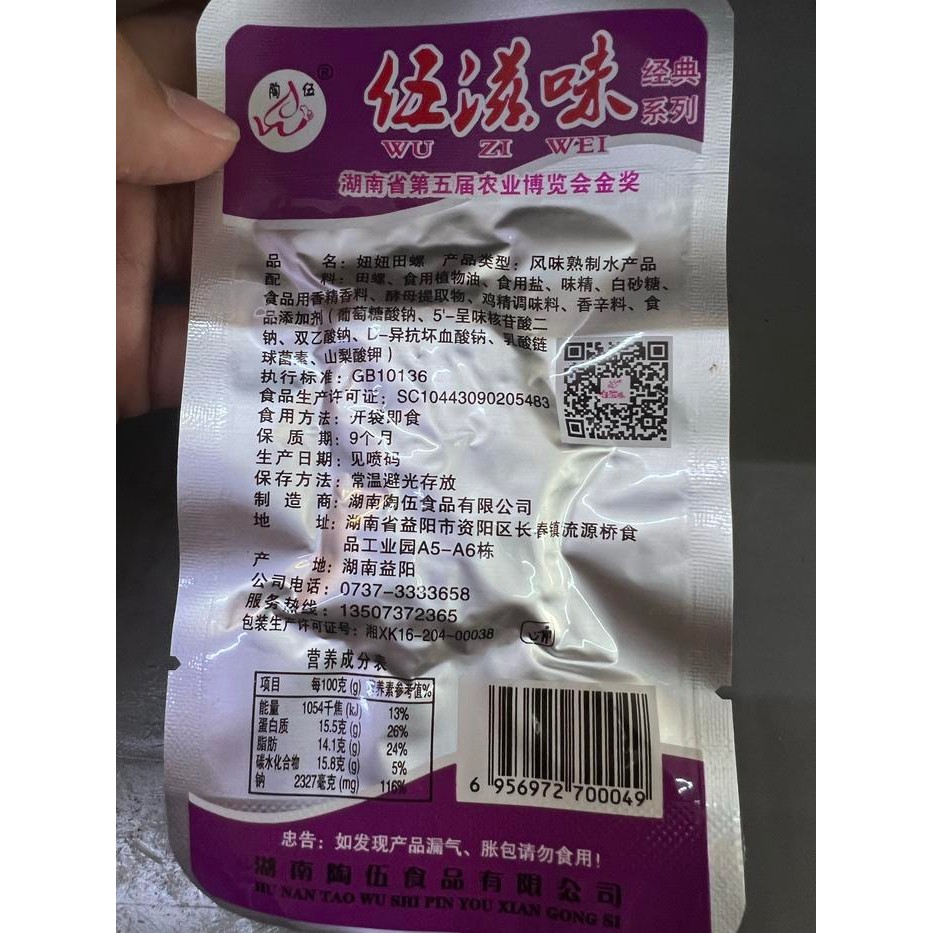 陶 伍 ®
伍滋味
经典
系列
WU ZI WEI
湖南省第五届农业博览会金奖
品 名：妞妞田螺 产品类型：风味熟制水产品
配 料：田螺、食用植物油、食用盐、味精、白砂糖、
食品用香精香料、酵母提取物、鸡精调味料、香辛料、食
品添加剂（葡萄糖酸钠、5'-呈味核苷酸二
钠、双乙酸钠、D-异抗坏血酸钠、乳酸链
球菌素、山梨酸钾）
执行标准：GB10136
食品生产许可证：SC10443090205483
食用方法：开袋即食
保 质 期：9个月
生产日期：见喷码
保存方法：常温避光存放
制 造 商：湖南陶伍食品有限公司
地 址：湖南省益阳市资阳区长春镇流源桥食
品工业园A5-A6栋
产 地：湖南益阳
公司电话：0737-3333658
服务热线：13507372365
包装生产许可证号：湘XK16-204-00038
营养成分表
项目 每100克(g) 养素参考值%
能量 1054千焦(kJ) 13%
蛋白质 15.5克(g) 26%
脂肪 14.1克(g) 24%
碳水化合物 15.8克(g) 5%
钠 2327毫克(mg) 116%
6 956972 700049
忠告：如发现产品漏气、胀包请勿食用！
湖南陶伍食品有限公司
HU NAN TAO WU SHI PIN YOU XIAN GONG SI